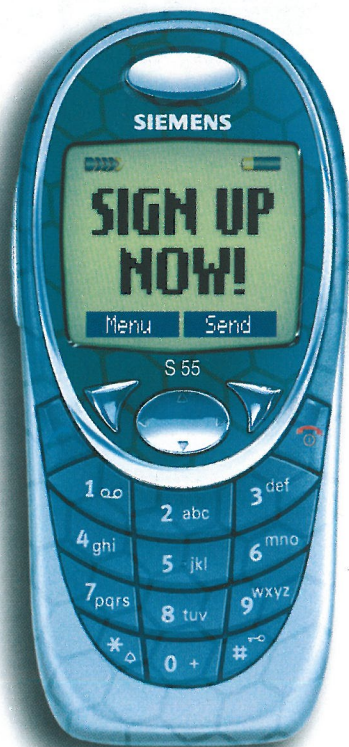 SIEMENS
SIGN UP
NOW!
Menu Send
S 55
1 2 abc 3 def
4 ghi 5 jkl 6 mno
7 pqrs 8 tuv 9 wxyz
* 0 + #